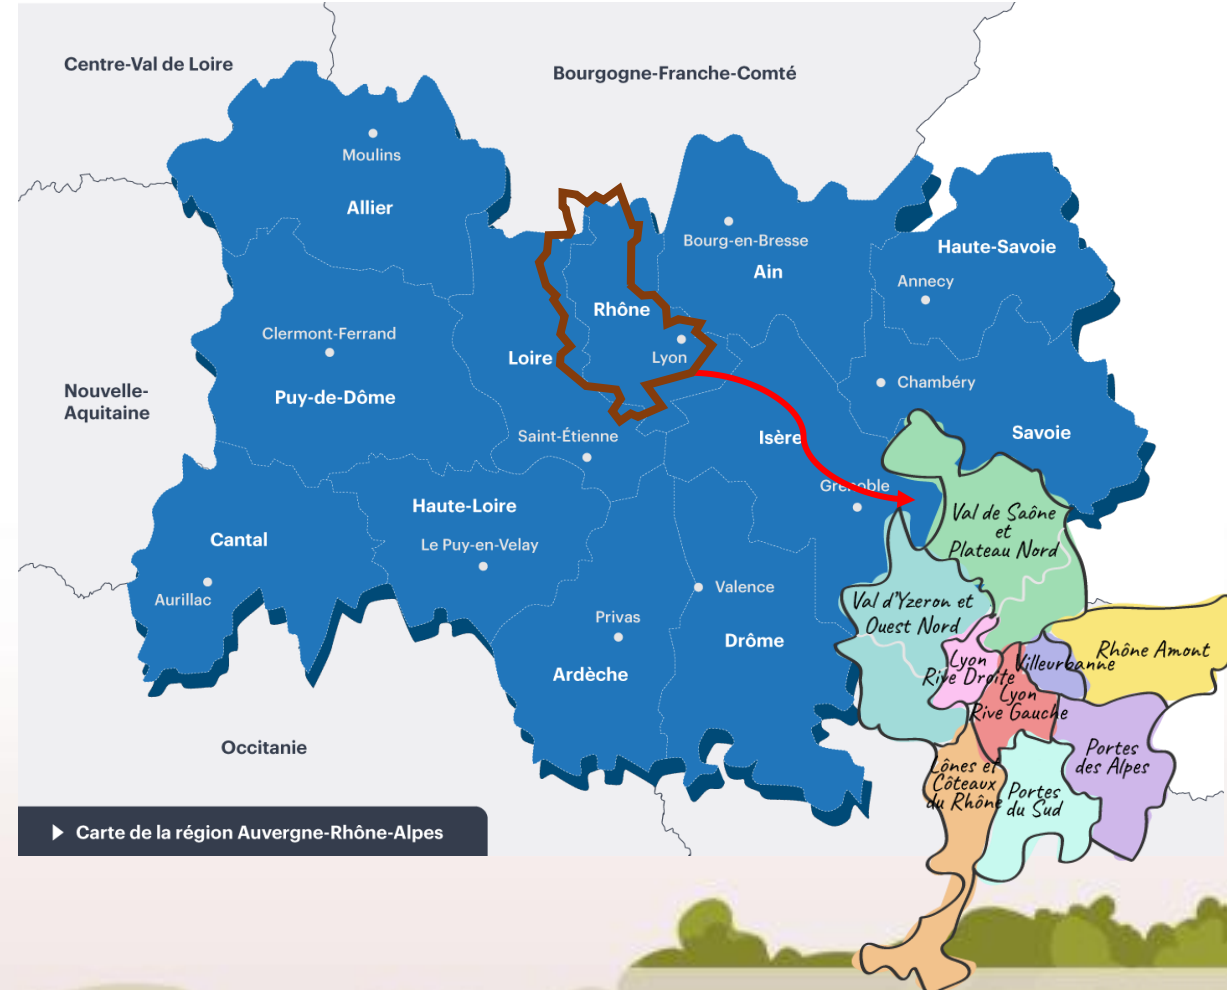 Centre-Val de Loire
Bourgogne-Franche-Comté
Moulins
Allier
Bourg-en-Bresse
Ain
Haute-Savoie
Annecy
Rhône
Lyon
Clermont-Ferrand
Puy-de-Dôme
Loire
Nouvelle-
Aquitaine
Chambéry
Savoie
Saint-Étienne
Isère
Grenoble
Haute-Loire
Le Puy-en-Velay
Cantal
Aurillac
Valence
Privas
Drôme
Ardèche
Occitanie
Val de Saône
et
Plateau Nord
Val d'Yzeron et
Ouest Nord
Lyon
Rive Droite
Villeurbanne
Rhône Amont
Lyon
Rive Gauche
Portes
des Alpes
Lônes et
Côteaux
du Rhône
Portes
du Sud
Carte de la région Auvergne-Rhône-Alpes